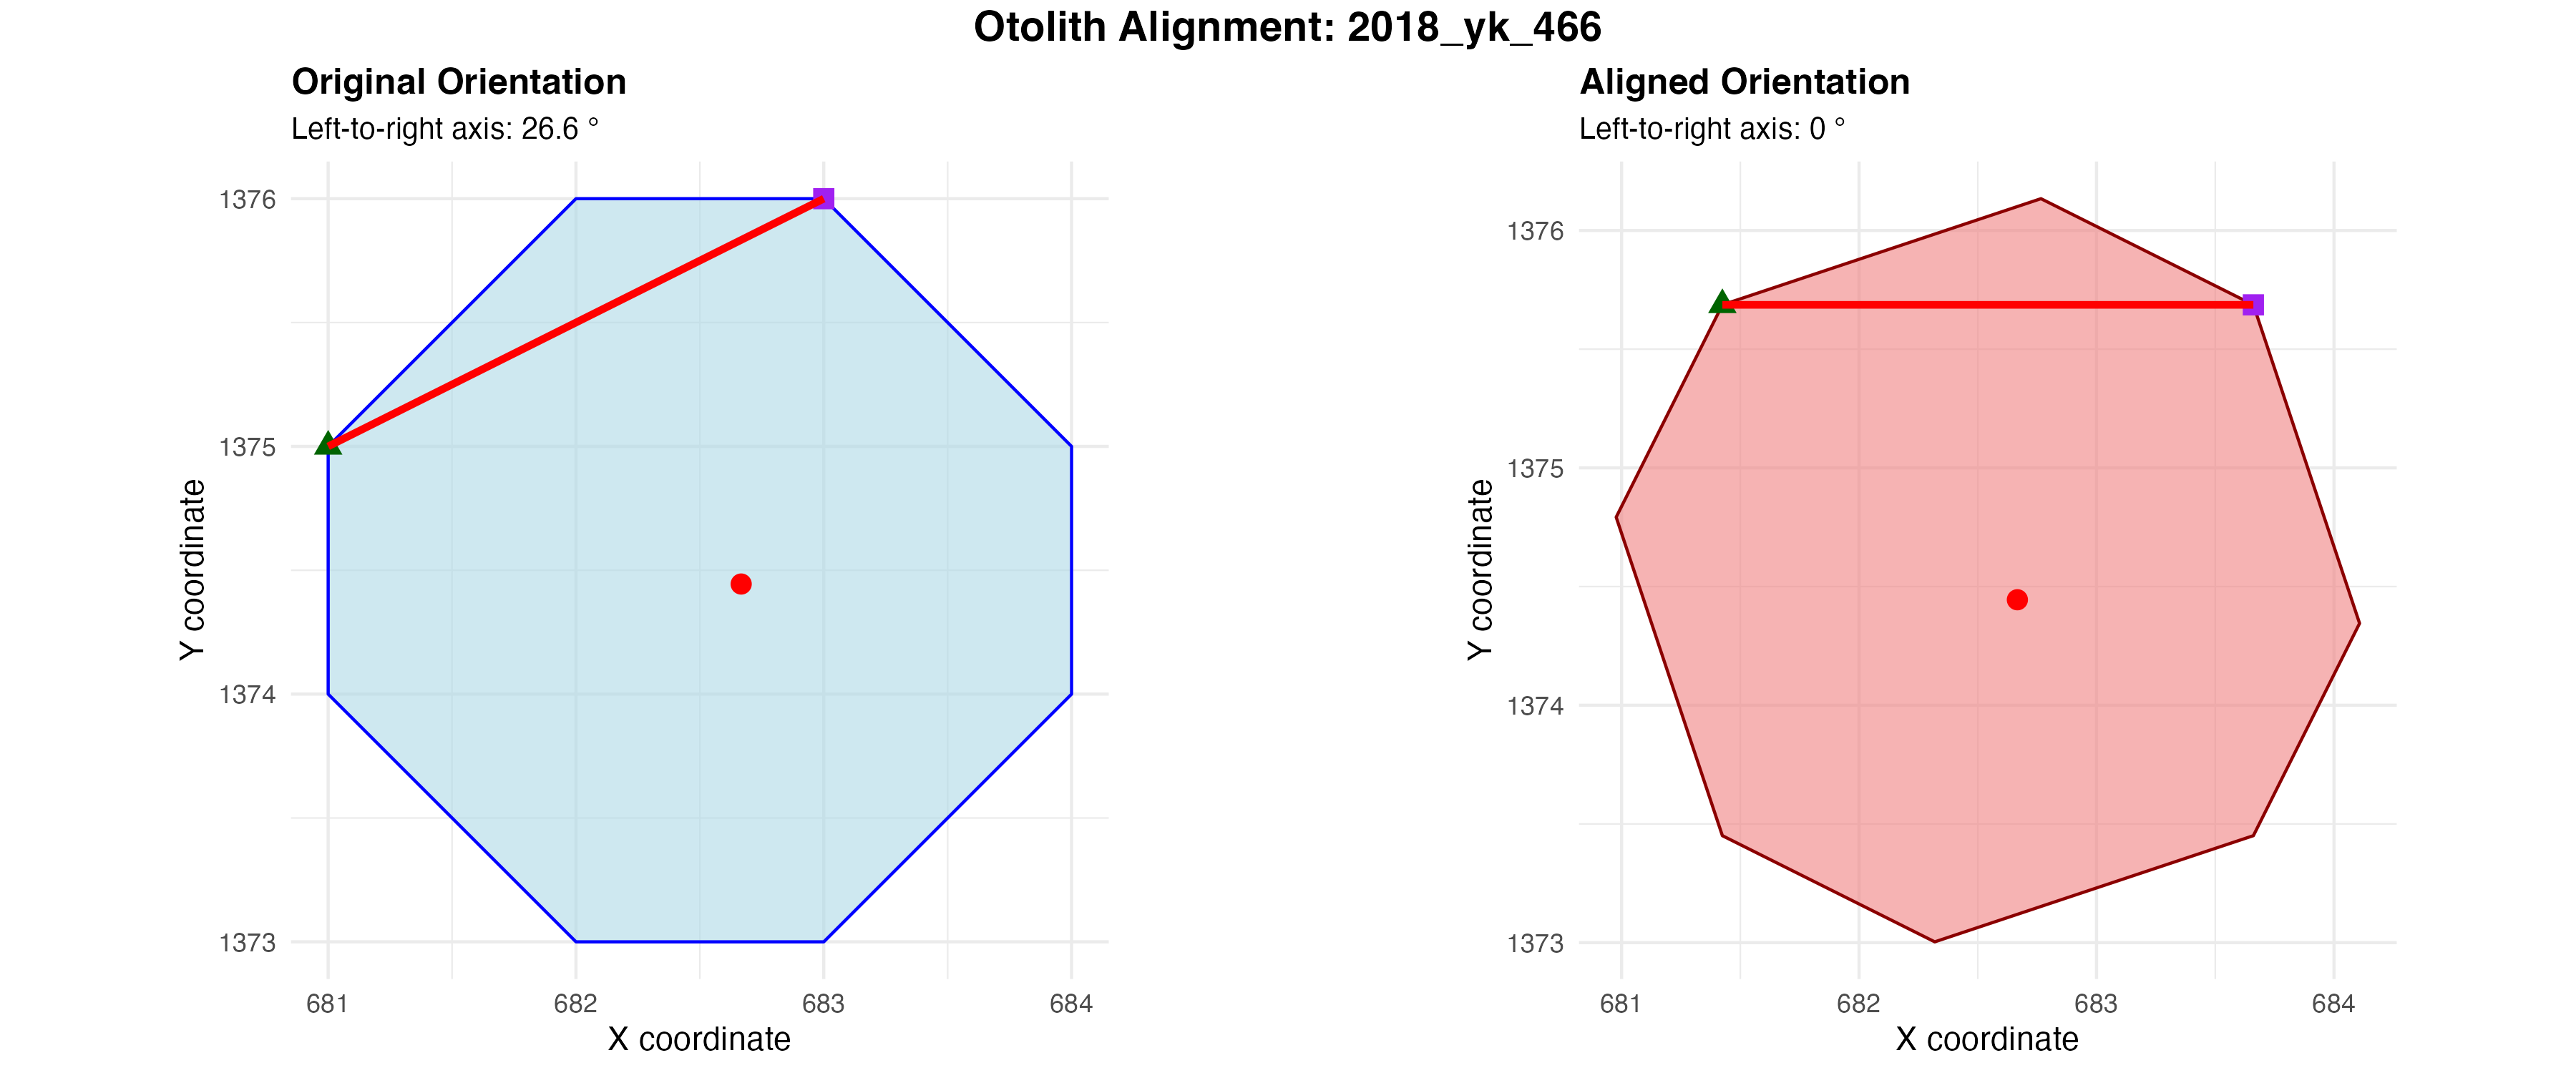 Otolith Alignment: 2018_yk_466
Original Orientation
Left-to-right axis: 26.6 °
1376
1375
1374
1373
Y coordinate
681 682 683 684
X coordinate
Aligned Orientation
Left-to-right axis: 0 °
1376
1375
1374
1373
Y coordinate
681 682 683 684
X coordinate